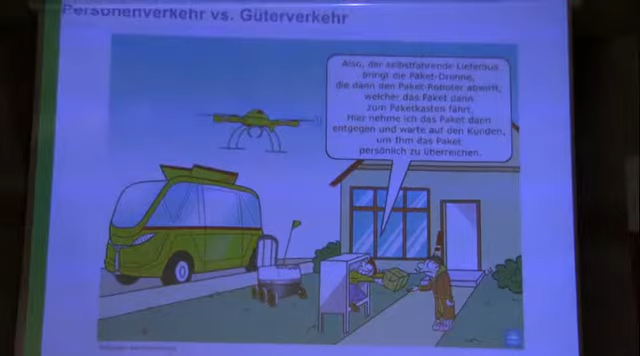 Personenverkehr vs. Güterverkehr
Also, der selbstfahrende Lieferbus
bringt die Paket-Drohne,
die dann den Paket-Roboter abwirft,
welcher das Paket dann
zum Paketkasten fährt.
Hier nehme ich das Paket dann
entgegen und warte auf den Kunden,
um Ihm das Paket
persönlich zu überreichen.